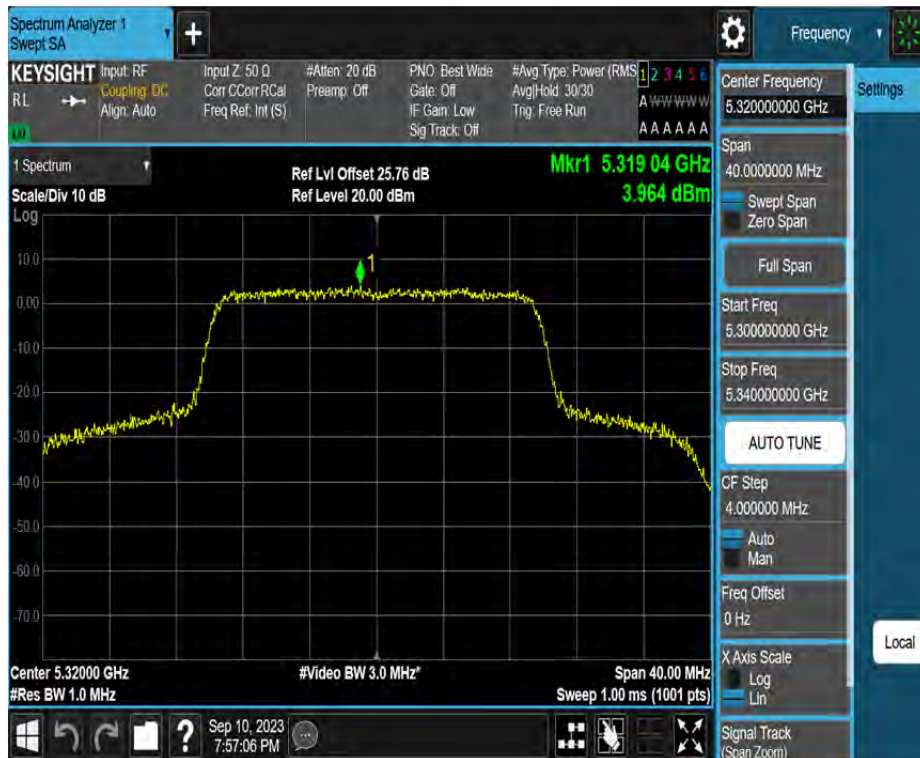 Spectrum Analyzer 1
Swept SA
+
Frequency
KEYSIGHT
RL
Input: RF
Coupling: DC
Align: Auto
Input Z: 50 Ω
Corr CCorr RCal
Freq Ref: Int (S)
#Atten: 20 dB
Preamp: Off
PNO: Best Wide
Gate: Off
IF Gain: Low
Sig Track: Off
#Avg Type: Power (RMS
Avg|Hold: 30/30
Trig: Free Run
1 2 3 4 5 6
A W W W W W
A A A A A A
Center Frequency
5.320000000 GHz
Settings
Span
40.0000000 MHz
Swept Span
Zero Span
Full Span
Start Freq
5.300000000 GHz
Stop Freq
5.340000000 GHz
AUTO TUNE
CF Step
4.000000 MHz
Auto
Man
Freq Offset
0 Hz
X Axis Scale
Log
Lin
Signal Track
(Span Zoom)
Local
1 Spectrum
Scale/Div 10 dB
Log
Ref Lvl Offset 25.76 dB
Ref Level 20.00 dBm
Mkr1 5.319 04 GHz
3.964 dBm
1
10.0
0.00
-10.0
-20.0
-30.0
-40.0
-50.0
-60.0
-70.0
Center 5.32000 GHz
#Res BW 1.0 MHz
#Video BW 3.0 MHz*
Span 40.00 MHz
Sweep 1.00 ms (1001 pts)
?
Sep 10, 2023
7:57:06 PM